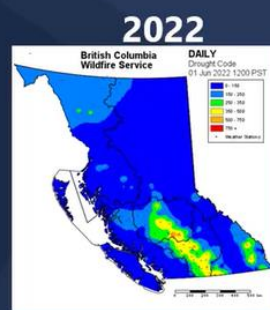 2022
British Columbia
Wildfire Service
DAILY
Drought Code
01 Jun 2022 1200 PST
0 - 150
150 - 250
250 - 350
350 - 500
500 - 750
750 +
Weather Stations